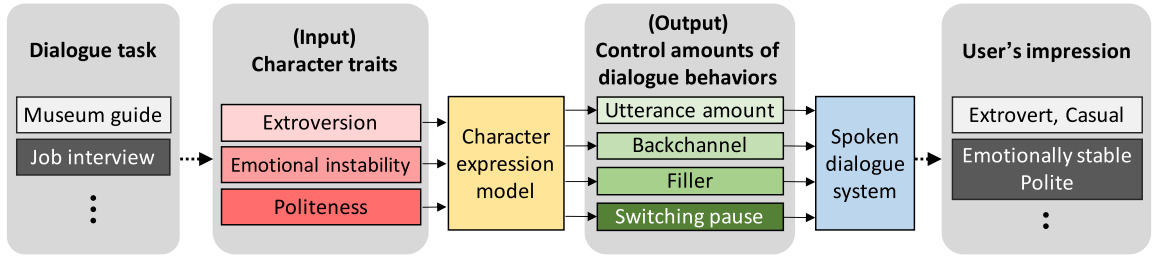 Dialogue task
Museum guide
Job interview
(Input)
Character traits
Extroversion
Emotional instability
Politeness
Character
expression
model
(Output)
Control amounts of
dialogue behaviors
Utterance amount
Backchannel
Filler
Switching pause
Spoken
dialogue
system
User’s impression
Extrovert, Casual
Emotionally stable
Polite